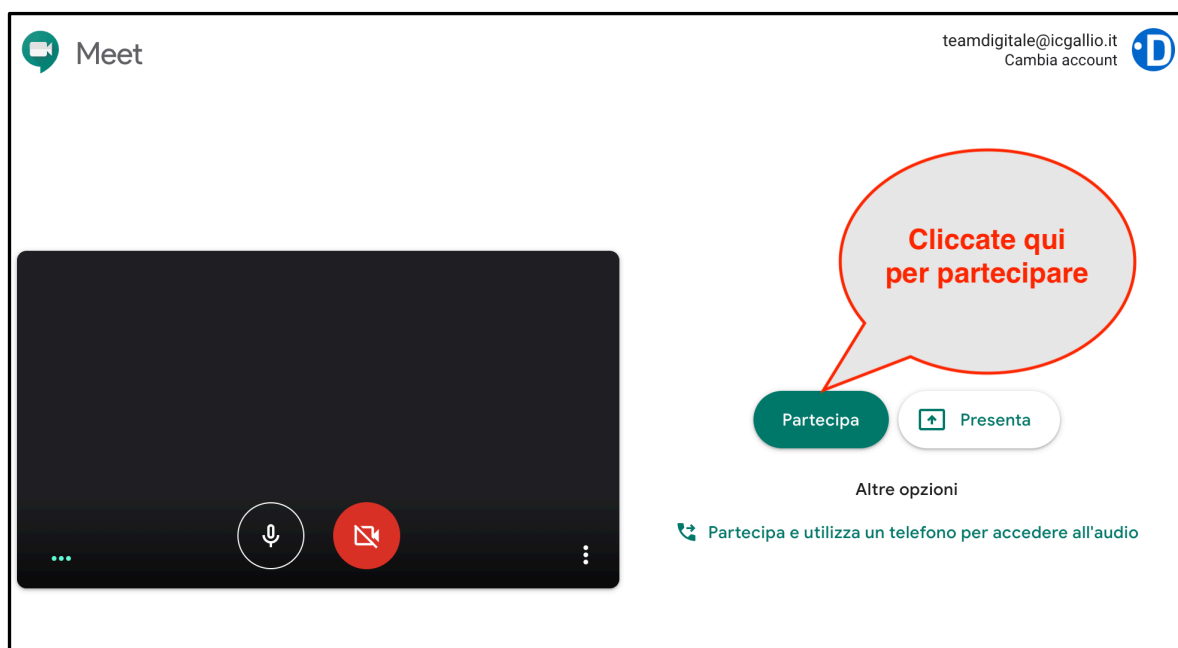 Meet
teamdigitale@icgallio.it
Cambia account
D
Cliccate qui
per partecipare
Partecipa
Presenta
Altre opzioni
Partecipa e utilizza un telefono per accedere all'audio